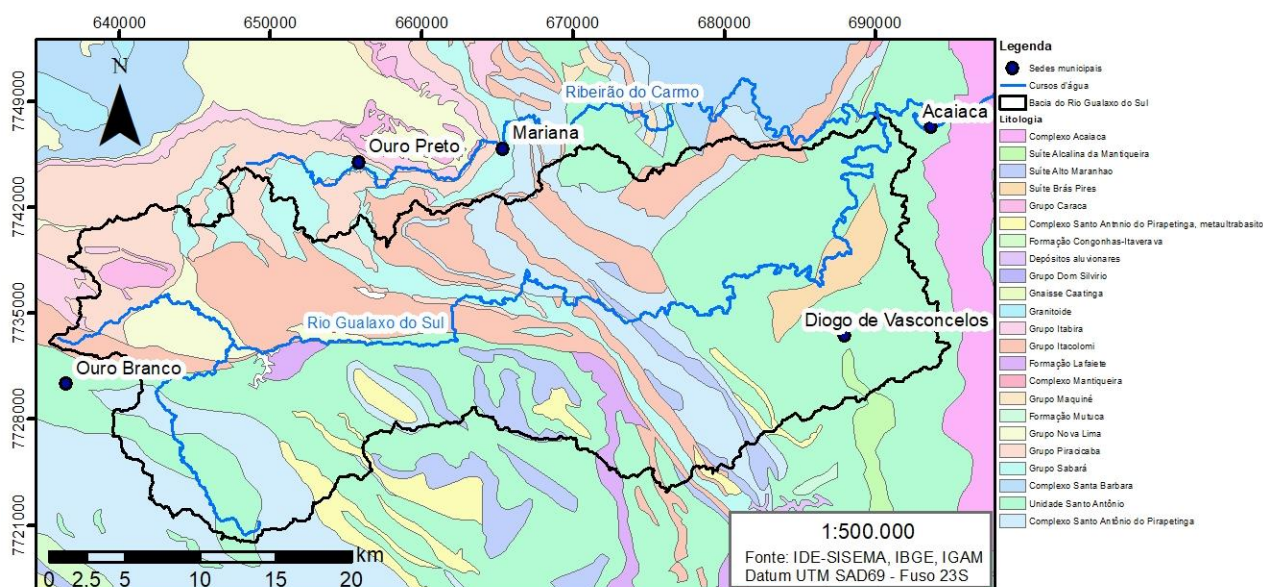 640000 650000 660000 670000 680000 690000
7749000
7742000
7735000
7728000
7721000
N
Ribeirão do Carmo
Acaiaca
Mariana
Ouro Preto
Rio Gualaxo do Sul
Diogo de Vasconcelos
Ouro Branco
km
0 2.5 5 10 15 20
1:500.000
Fonte: IDE-SISEMA, IBGE, IGAM
Datum UTM SAD69 - Fuso 23S
Legenda
Sedes municipais
Cursos d'água
Bacia do Rio Gualaxo do Sul
Litologia
Complexo Acaiaca
Suíte Alcalina da Mantiqueira
Suíte Alto Maranhao
Suíte Brás Pires
Grupo Caraca
Complexo Santo Antnnio do Pirapetinga, metaultrabasito
Formação Congonhas-Itaverava
Depósitos aluvionares
Grupo Dom Silvirio
Gnaisse Caatinga
Granitoide
Grupo Itabira
Grupo Itacolomi
Formação Lafaiete
Complexo Mantiqueira
Grupo Maquiné
Formação Mutuca
Grupo Nova Lima
Grupo Piracicaba
Grupo Sabará
Complexo Santa Barbara
Unidade Santo Antônio
Complexo Santo Antônio do Pirapetinga